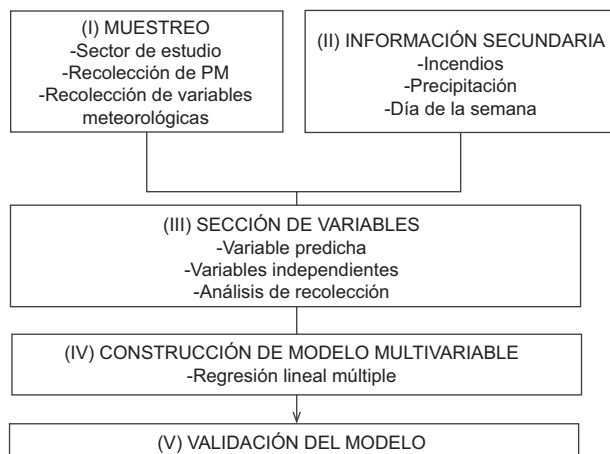 (I) MUESTREO
-Sector de estudio
-Recolección de PM
-Recolección de variables
meteorológicas
(II) INFORMACIÓN SECUNDARIA
-Incendios
-Precipitación
-Día de la semana
(III) SECCIÓN DE VARIABLES
-Variable predicha
-Variables independientes
-Análisis de recolección
(IV) CONSTRUCCIÓN DE MODELO MULTIVARIABLE
-Regresión lineal múltiple
(V) VALIDACIÓN DEL MODELO